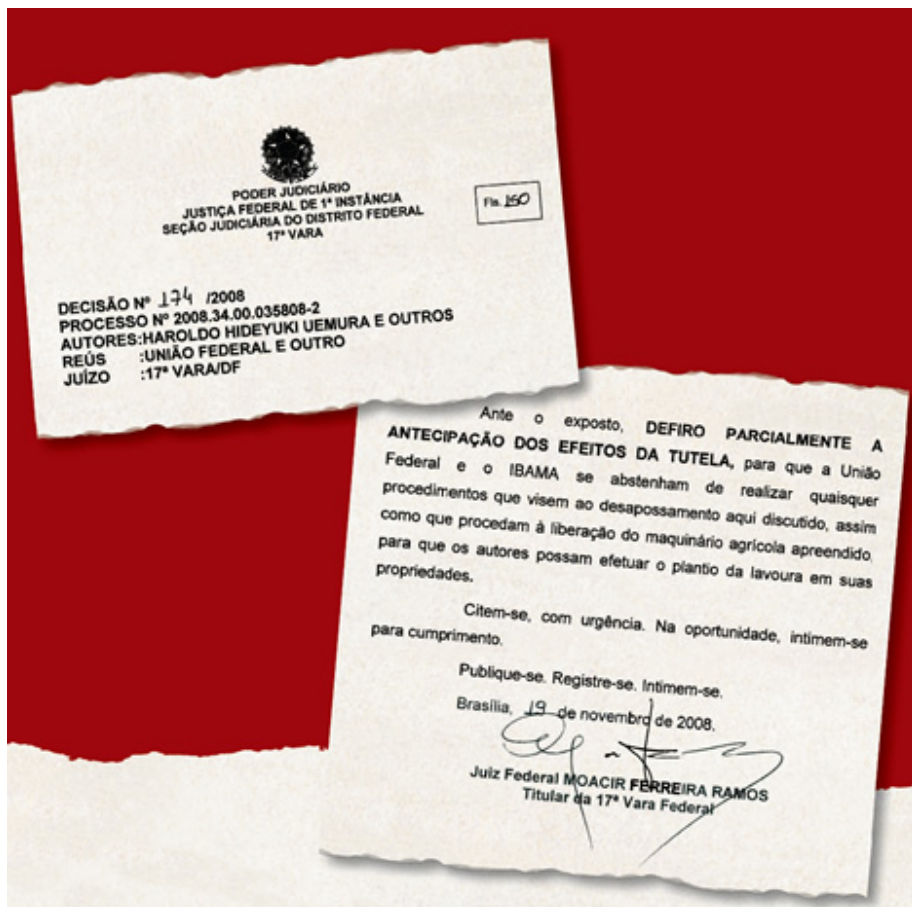 PODER JUDICIÁRIO
JUSTIÇA FEDERAL DE 1ª INSTÂNCIA
SEÇÃO JUDICIÁRIA DO DISTRITO FEDERAL
17ª VARA
Fls. 150
DECISÃO Nº 174 /2008
PROCESSO Nº 2008.34.00.035808-2
AUTORES:HAROLDO HIDEYUKI UEMURA E OUTROS
REÚS :UNIÃO FEDERAL E OUTRO
JUÍZO :17ª VARA/DF
Ante o exposto, DEFIRO PARCIALMENTE A
ANTECIPAÇÃO DOS EFEITOS DA TUTELA, para que a União
Federal e o IBAMA se abstenham de realizar quaisquer
procedimentos que visem ao desapossamento aqui discutido, assim
como que procedam à liberação do maquinário agrícola apreendido,
para que os autores possam efetuar o plantio da lavoura em suas
propriedades.
Citem-se, com urgência. Na oportunidade, intimem-se
para cumprimento.
Publique-se. Registre-se. Intimem-se.
Brasília, 19 de novembro de 2008.
Juiz Federal MOACIR FERREIRA RAMOS
Titular da 17ª Vara Federal